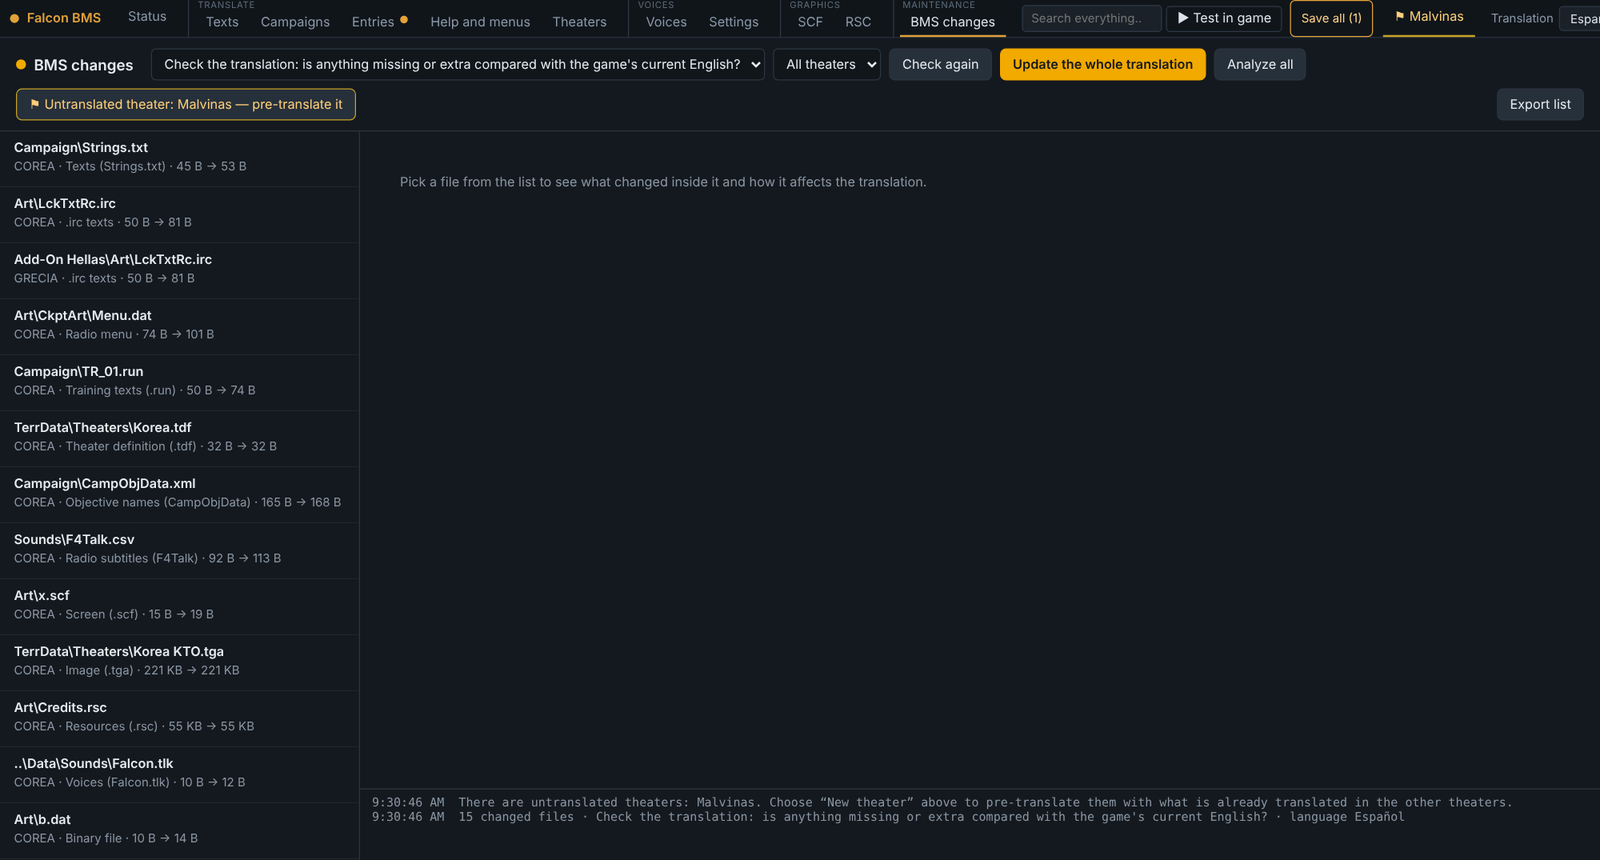 Falcon BMS
Status
TRANSLATE
Texts Campaigns Entries Help and menus Theaters
VOICES
Voices Settings
GRAPHICS
SCF RSC
MAINTENANCE
BMS changes
Search everything..
▶ Test in game
Save all (1)
⚑ Malvinas
Translation
Espa
BMS changes
Check the translation: is anything missing or extra compared with the game's current English?
All theaters
Check again
Update the whole translation
Analyze all
⚑ Untranslated theater: Malvinas — pre-translate it
Export list
Campaign\Strings.txt
COREA · Texts (Strings.txt) · 45 B → 53 B
Art\LckTxtRc.irc
COREA · .irc texts · 50 B → 81 B
Add-On Hellas\Art\LckTxtRc.irc
GRECIA · .irc texts · 50 B → 81 B
Art\CkptArt\Menu.dat
COREA · Radio menu · 74 B → 101 B
Campaign\TR_01.run
COREA · Training texts (.run) · 50 B → 74 B
TerrData\Theaters\Korea.tdf
COREA · Theater definition (.tdf) · 32 B → 32 B
Campaign\CampObjData.xml
COREA · Objective names (CampObjData) · 165 B → 168 B
Sounds\F4Talk.csv
COREA · Radio subtitles (F4Talk) · 92 B → 113 B
Art\x.scf
COREA · Screen (.scf) · 15 B → 19 B
TerrData\Theaters\Korea KTO.tga
COREA · Image (.tga) · 221 KB → 221 KB
Art\Credits.rsc
COREA · Resources (.rsc) · 55 KB → 55 KB
..\Data\Sounds\Falcon.tlk
COREA · Voices (Falcon.tlk) · 10 B → 12 B
Art\b.dat
COREA · Binary file · 10 B → 14 B
Pick a file from the list to see what changed inside it and how it affects the translation.
9:30:46 AM There are untranslated theaters: Malvinas. Choose “New theater” above to pre-translate them with what is already translated in the other theaters.
9:30:46 AM 15 changed files · Check the translation: is anything missing or extra compared with the game's current English? · language Español